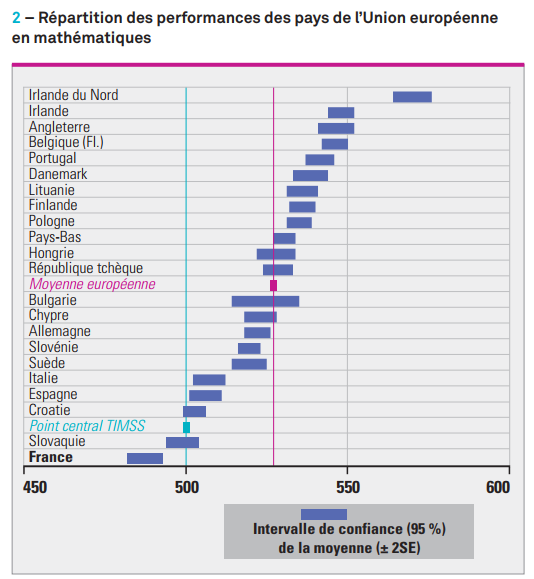 2 – Répartition des performances des pays de l’Union européenne
en mathématiques
Irlande du Nord
Irlande
Angleterre
Belgique (Fl.)
Portugal
Danemark
Lituanie
Finlande
Pologne
Pays-Bas
Hongrie
République tchèque
Moyenne européenne
Bulgarie
Chypre
Allemagne
Slovénie
Suède
Italie
Espagne
Croatie
Point central TIMSS
Slovaquie
France
450 500 550 600
Intervalle de confiance (95 %)
de la moyenne (± 2SE)